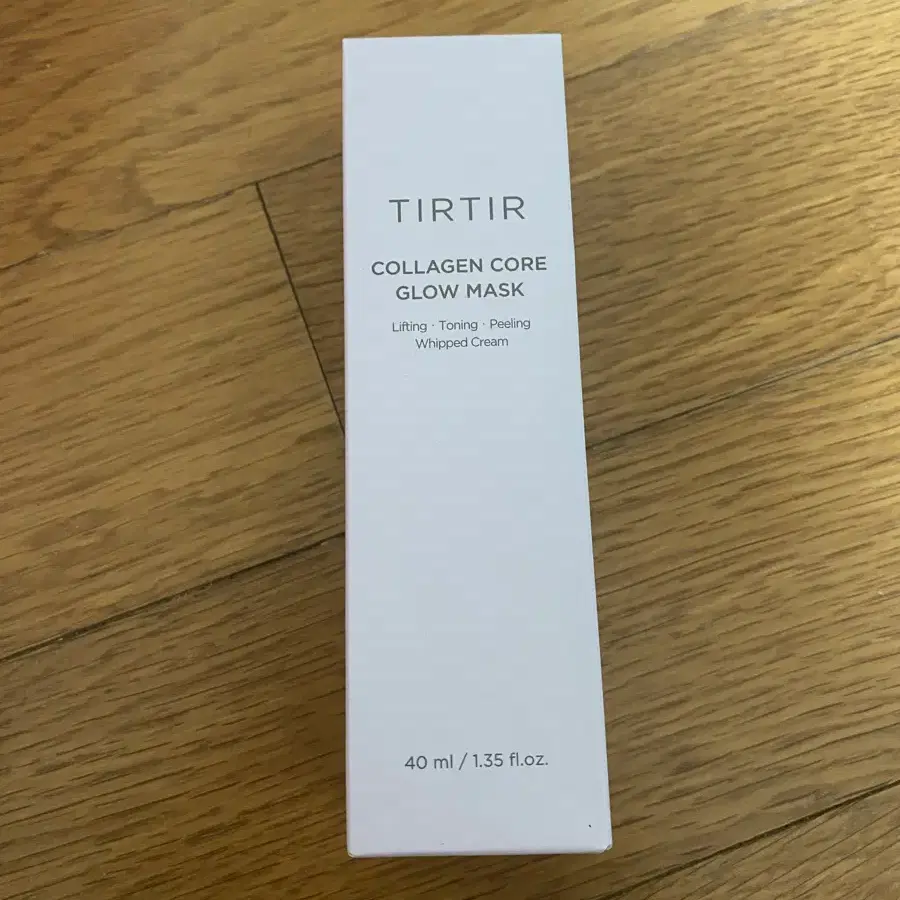 TIRTIR
COLLAGEN CORE
GLOW MASK
Lifting · Toning · Peeling
Whipped Cream
40 ml / 1.35 fl.oz.